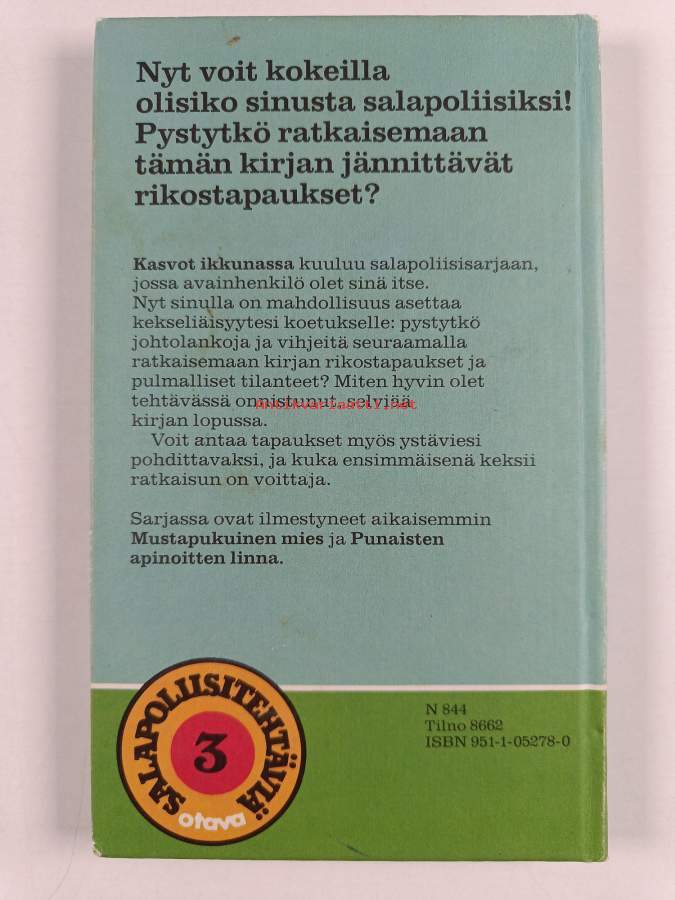 Nyt voit kokeilla
olisiko sinusta salapoliisiksi!
Pystytkö ratkaisemaan
tämän kirjan jännittävät
rikostapaukset?
Kasvot ikkunassa kuuluu salapoliisisarjaan,
jossa avainhenkilö olet sinä itse.
Nyt sinulla on mahdollisuus asettaa
kekseliäisyytesi koetukselle: pystytkö
johtolankoja ja vihjeitä seuraamalla
ratkaisemaan kirjan rikostapaukset ja
pulmalliset tilanteet? Miten hyvin olet
tehtävässä onnistunut, selviää
Antikvariaatti.net
kirjan lopussa.
Voit antaa tapaukset myös ystäviesi
pohdittavaksi, ja kuka ensimmäisenä keksii
ratkaisun on voittaja.
Sarjassa ovat ilmestyneet aikaisemmin
Mustapukuinen mies ja Punaisten
apinoitten linna.
SALAPOLIISITEHTÄVIÄ
3
otava
N 844
Tilno 8662
ISBN 951-1-05278-0